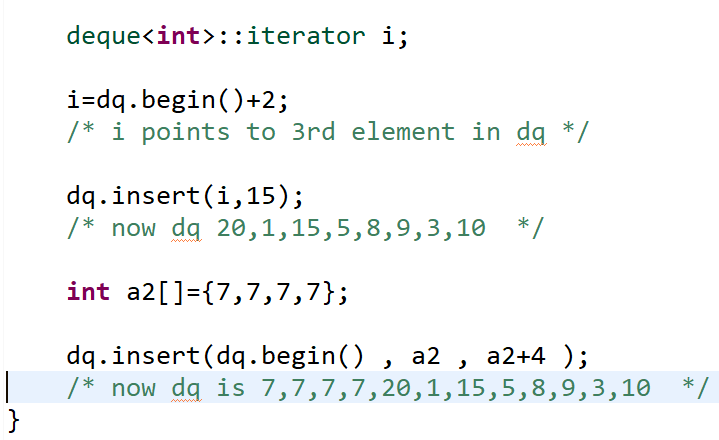 deque<int>::iterator i;
i=dq.begin()+2;
/* i points to 3rd element in dq */
dq.insert(i,15);
/* now dq 20,1,15,5,8,9,3,10  */
int a2[]={7,7,7,7};
dq.insert(dq.begin() , a2 , a2+4 );
/* now dq is 7,7,7,7,20,1,15,5,8,9,3,10  */
}